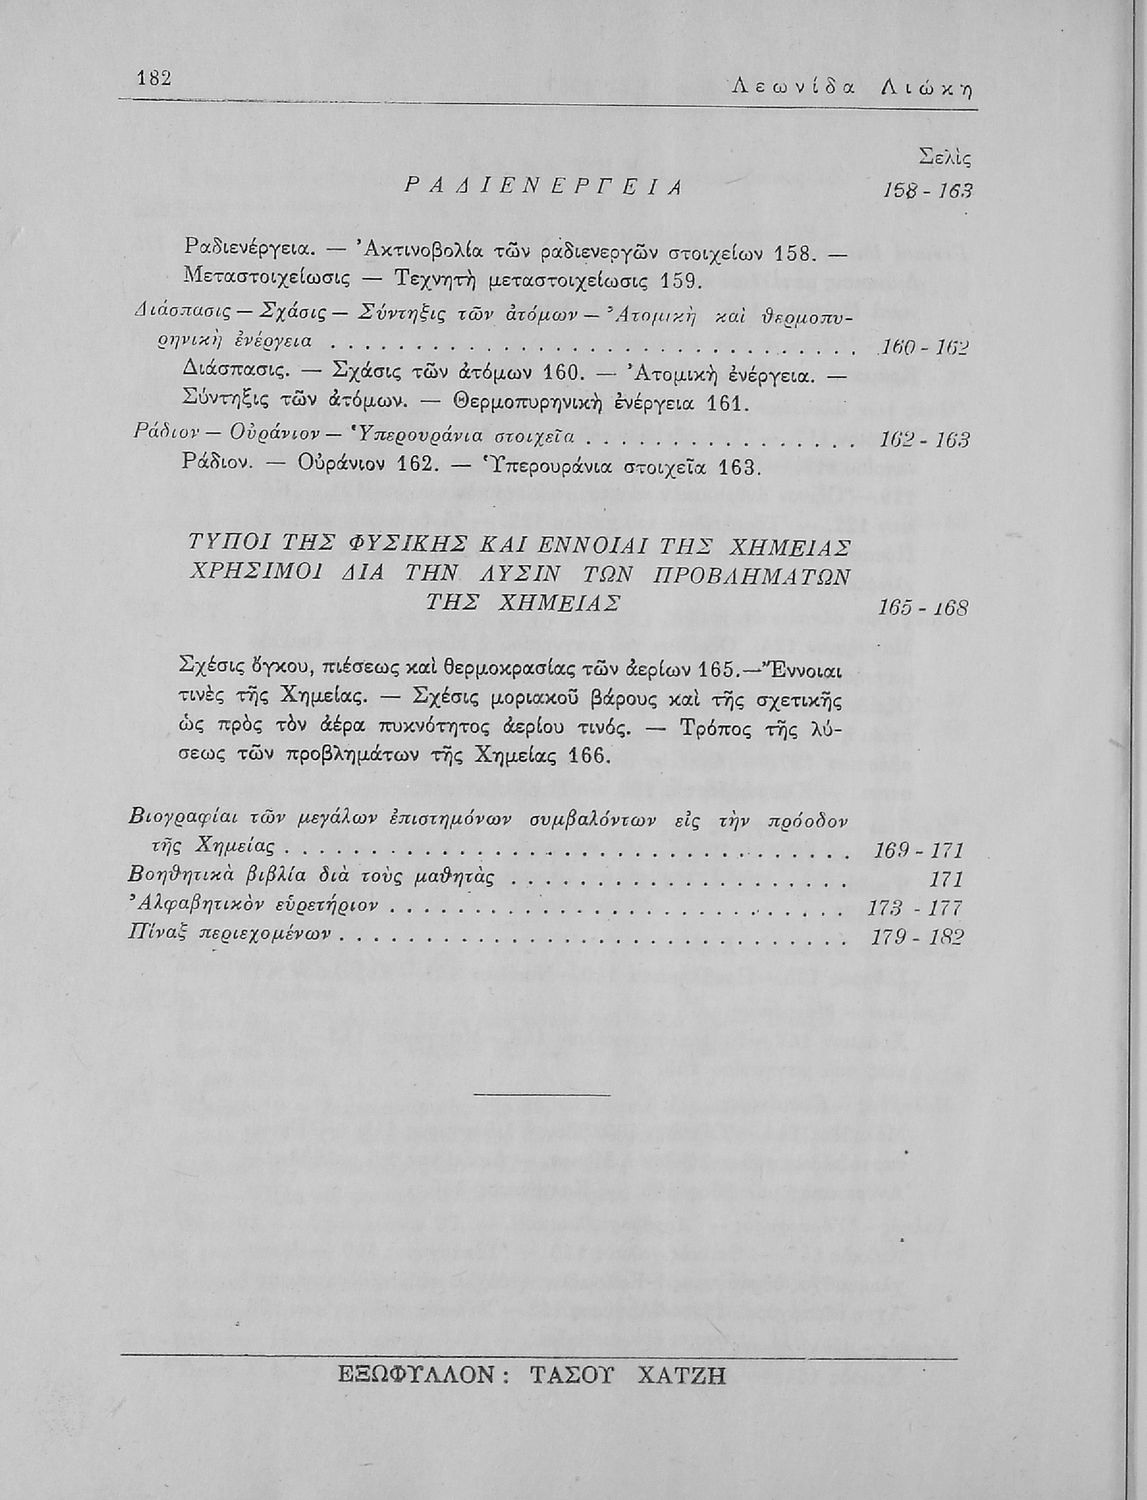 182
Λεωνίδα Λιώκη
Σελὶς
ΡΑΔΙΕΝΕΡΓΕΙΑ 158 - 163
Ραδιενέργεια. — Ἀκτινοβολία τῶν ραδιενεργῶν στοιχείων 158. —
Μεταστοιχείωσις — Τεχνητὴ μεταστοιχείωσις 159.
Διάσπασις — Σχάσις — Σύντηξις τῶν ἀτόμων — Ἀτομικὴ καὶ θερμοπυ-
ρηνικὴ ἐνέργεια . . . . . . . . . . . . . . . . . . . . . . . . . . . . . . . . 160 - 162
Διάσπασις. — Σχάσις τῶν ἀτόμων 160. — Ἀτομικὴ ἐνέργεια. —
Σύντηξις τῶν ἀτόμων. — Θερμοπυρηνικὴ ἐνέργεια 161.
Ράδιον — Οὐράνιον — Ὑπερουράνια στοιχεῖα . . . . . . . . . . . . . . . . 162 - 163
Ράδιον. — Οὐράνιον 162. — Ὑπερουράνια στοιχεῖα 163.
ΤΥΠΟΙ ΤΗΣ ΦΥΣΙΚΗΣ ΚΑΙ ΕΝΝΟΙΑΙ ΤΗΣ ΧΗΜΕΙΑΣ
ΧΡΗΣΙΜΟΙ ΔΙΑ ΤΗΝ ΛΥΣΙΝ ΤΩΝ ΠΡΟΒΛΗΜΑΤΩΝ
ΤΗΣ ΧΗΜΕΙΑΣ 165 - 168
Σχέσις ὄγκου, πιέσεως καὶ θερμοκρασίας τῶν ἀερίων 165.—Ἔννοιαι
τινὲς τῆς Χημείας. — Σχέσις μοριακοῦ βάρους καὶ τῆς σχετικῆς
ὡς πρὸς τὸν ἀέρα πυκνότητος ἀερίου τινός. — Τρόπος τῆς λύ-
σεως τῶν προβλημάτων τῆς Χημείας 166.
Βιογραφίαι τῶν μεγάλων ἐπιστημόνων συμβαλόντων εἰς τὴν πρόοδον
τῆς Χημείας . . . . . . . . . . . . . . . . . . . . . . . . . . . . . . . . . . 169 - 171
Βοηθητικὰ βιβλία διὰ τοὺς μαθητὰς . . . . . . . . . . . . . . . . . . . . 171
Ἀλφαβητικὸν εὑρετήριον . . . . . . . . . . . . . . . . . . . . . . . . . . . 173 - 177
Πίναξ περιεχομένων . . . . . . . . . . . . . . . . . . . . . . . . . . . . . . 179 - 182
ΕΞΩΦΥΛΛΟΝ : ΤΑΣΟΥ ΧΑΤΖΗ